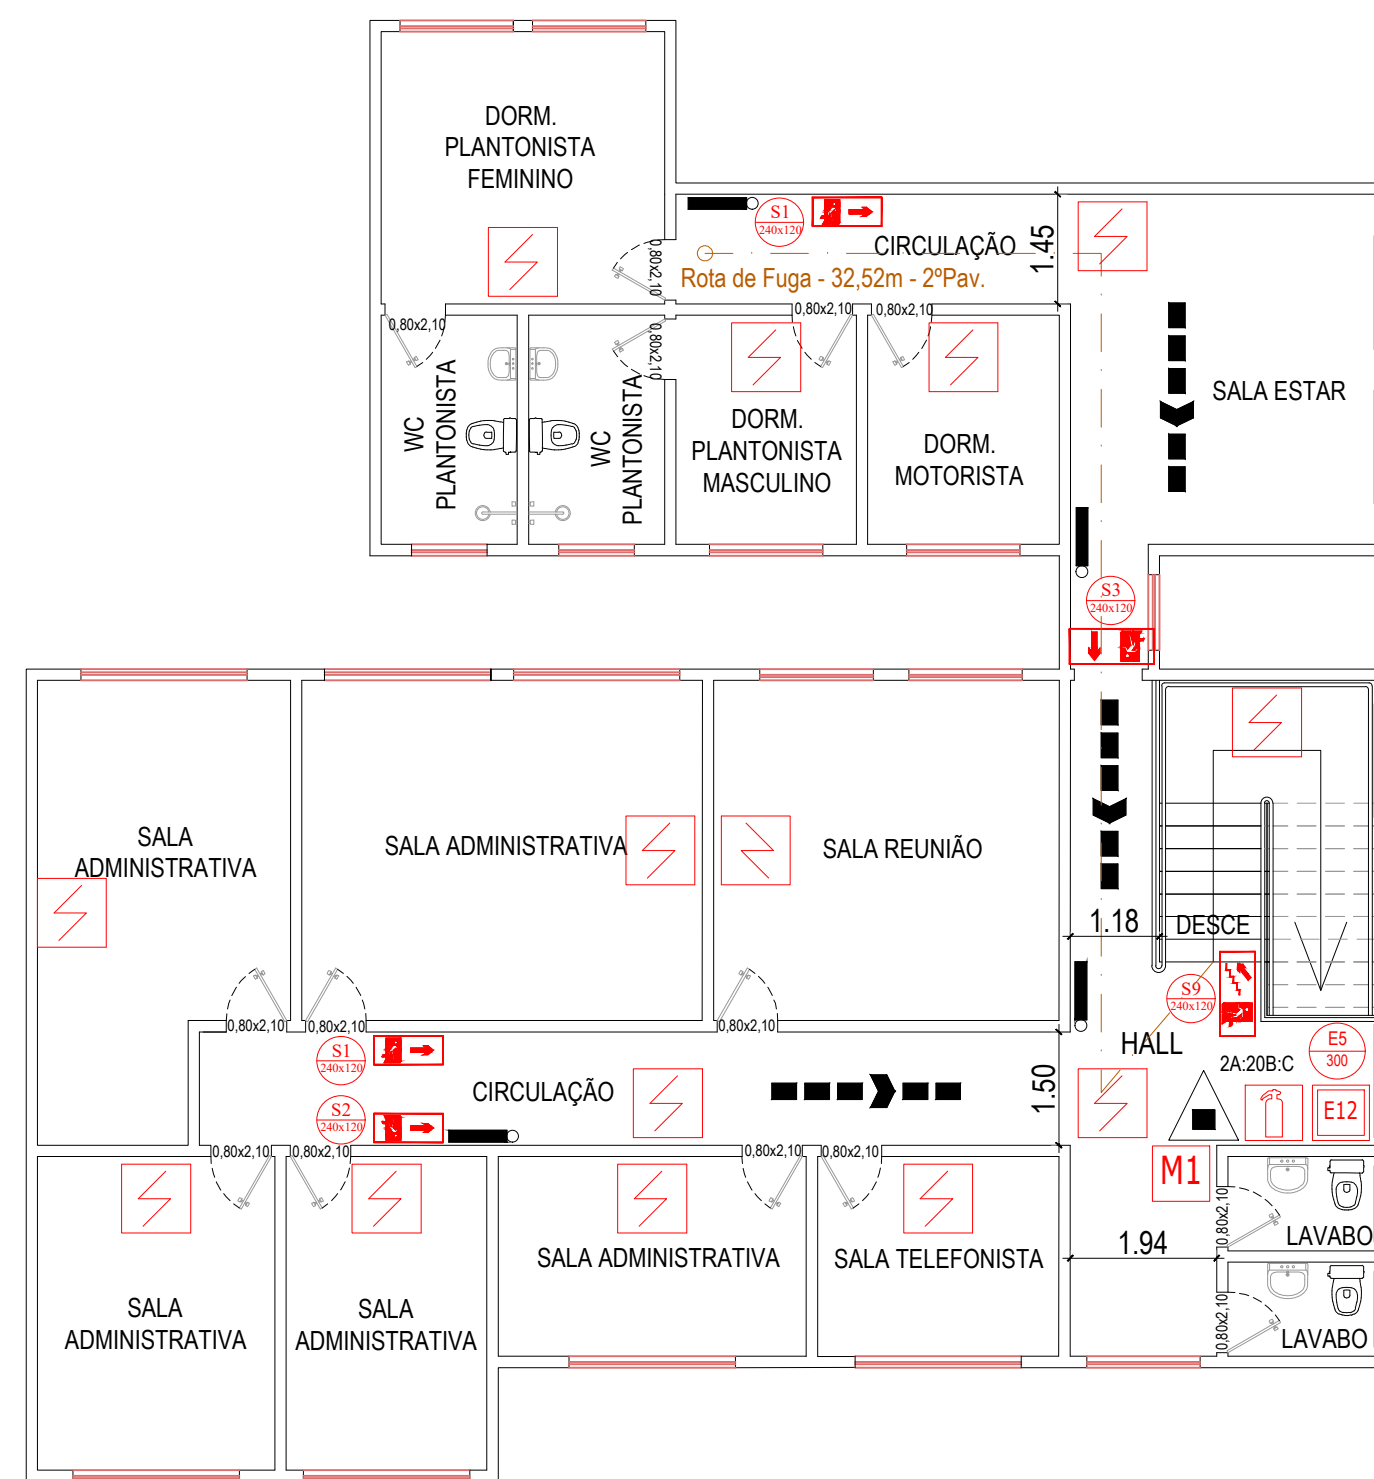 DORM.
PLANTONISTA
FEMININO
S1
240x120
CIRCULAÇÃO
1.45
0,80x2,10
Rota de Fuga - 32,52m - 2ºPav.
0,80x2,10
0,80x2,10
0,80x2,10
0,80x2,10
WC
PLANTONISTA
WC
PLANTONISTA
DORM.
PLANTONISTA
MASCULINO
DORM.
MOTORISTA
SALA ESTAR
S3
240x120
SALA
ADMINISTRATIVA
SALA ADMINISTRATIVA
SALA REUNIÃO
1.18
DESCE
S9
240x120
0,80x2,10
0,80x2,10
0,80x2,10
S1
240x120
HALL
E5
300
2A:20B:C
CIRCULAÇÃO
1.50
S2
240x120
E12
M1
0,80x2,10
0,80x2,10
0,80x2,10
0,80x2,10
0,80x2,10
LAVABO
SALA ADMINISTRATIVA
SALA TELEFONISTA
1.94
SALA
ADMINISTRATIVA
SALA
ADMINISTRATIVA
0,80x2,10
LAVABO